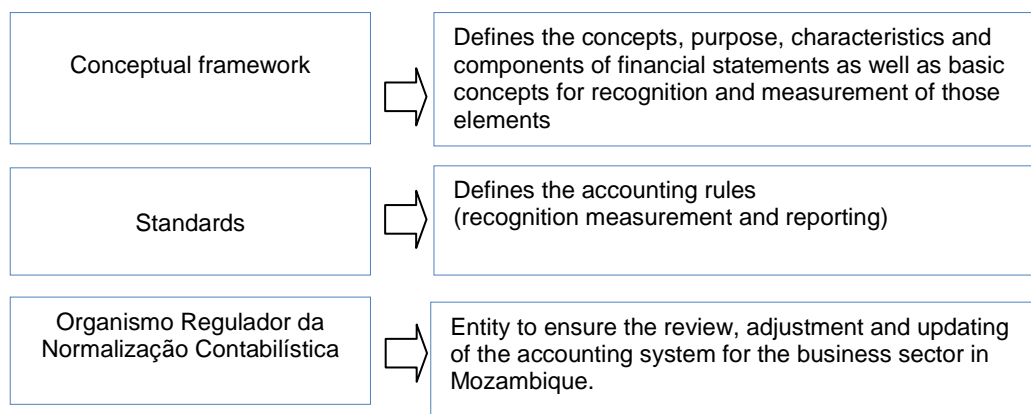 Conceptual framework
Defines the concepts, purpose, characteristics and
components of financial statements as well as basic
concepts for recognition and measurement of those
elements
Standards
Defines the accounting rules
(recognition measurement and reporting)
Organismo Regulador da
Normalização Contabilística
Entity to ensure the review, adjustment and updating
of the accounting system for the business sector in
Mozambique.